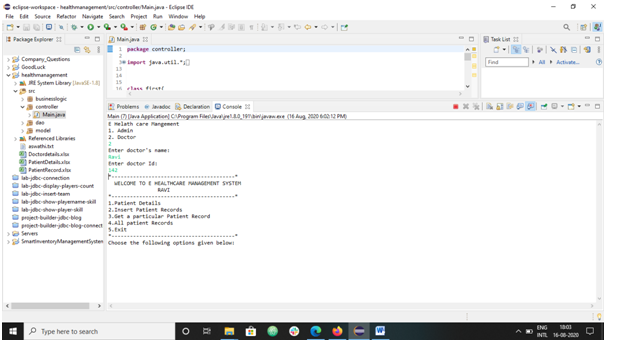 eclipse-workspace - healthmanagement/src/controller/Main.java - Eclipse IDE
File Edit Source Refactor Navigate Search Project Run Window Help
Package Explorer
Company_Questions
GoodLuck
healthmanagement
JRE System Library [JavaSE-1.8]
src
businesslogic
controller
Main.java
dao
model
Referenced Libraries
aswathi.txt
Doctordetails.xlsx
PatientDetails.xlsx
PatientRecord.xlsx
lab-connection
lab-jdbc-display-players-count
lab-jdbc-insert-team
lab-jdbc-show-playername-skill
lab-jdbc-show-player-skill
project-builder-jdbc-blog
project-builder-jdbc-blog-connect
Servers
SmartInventoryManagementSystem
Main.java
1 package controller;
2
3 import java.util.*;
13
14
15
16 class First{
Problems Javadoc Declaration Console
Main (7) [Java Application] C:\Program Files\Java\jre1.8.0_191\bin\javaw.exe (16 Aug, 2020 6:02:12 PM)
E Helath care Mangement
1. Admin
2. Doctor
2
Enter doctor's name:
Ravi
Enter doctor Id:
142
*--------------------------------------*
WELCOME TO E HEALTHCARE MANAGEMENT SYSTEM
RAVI
*--------------------------------------*
1.Patient Details
2.Insert Patient Records
3.Get a particular Patient Record
4.All patient Records
5.Exit
*--------------------------------------*
Choose the following options given below:
Task List
Find All Activate...
Type here to search
ENG
INTL
18:03
16-08-2020